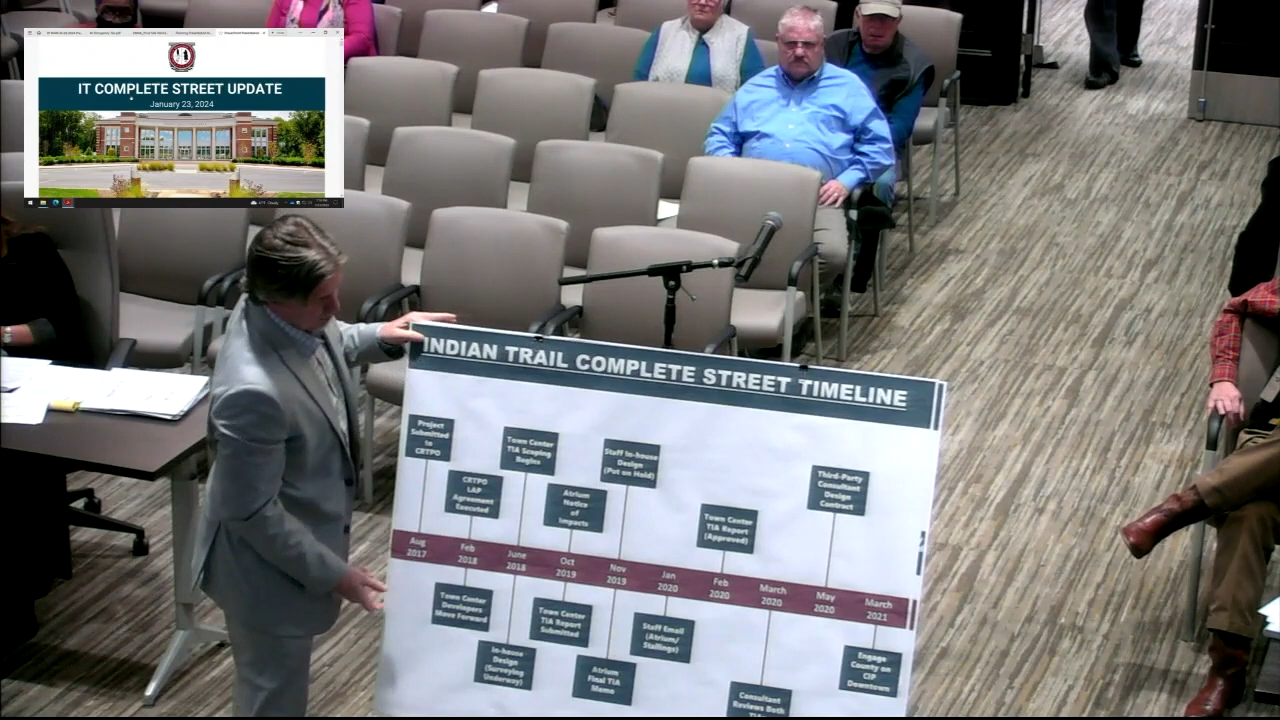 IT COMPLETE STREET UPDATE
January 23, 2024
INDIAN TRAIL COMPLETE STREET TIMELINE
Project
Submitted
to
CRTPO
CRTPO
LAP
Agreement
Executed
Town Center
TIA Scoping
Begins
Atrium
Notice
of
Impacts
Staff In-house
Design
(Put on Hold)
Town Center
TIA Report
(Approved)
Third-Party
Consultant
Design
Contract
Aug
2017
Feb
2018
June
2018
Oct
2019
Nov
2019
Jan
2020
Feb
2020
March
2020
May
2020
March
2021
Town Center
Developers
Move Forward
In-house
Design
(Surveying
Underway)
Town Center
TIA Report
Submitted
Atrium
Final TIA
Memo
Staff Email
(Atrium/
Stallings)
Consultant
Reviews Both
Engage
County on
CIP
Downtown